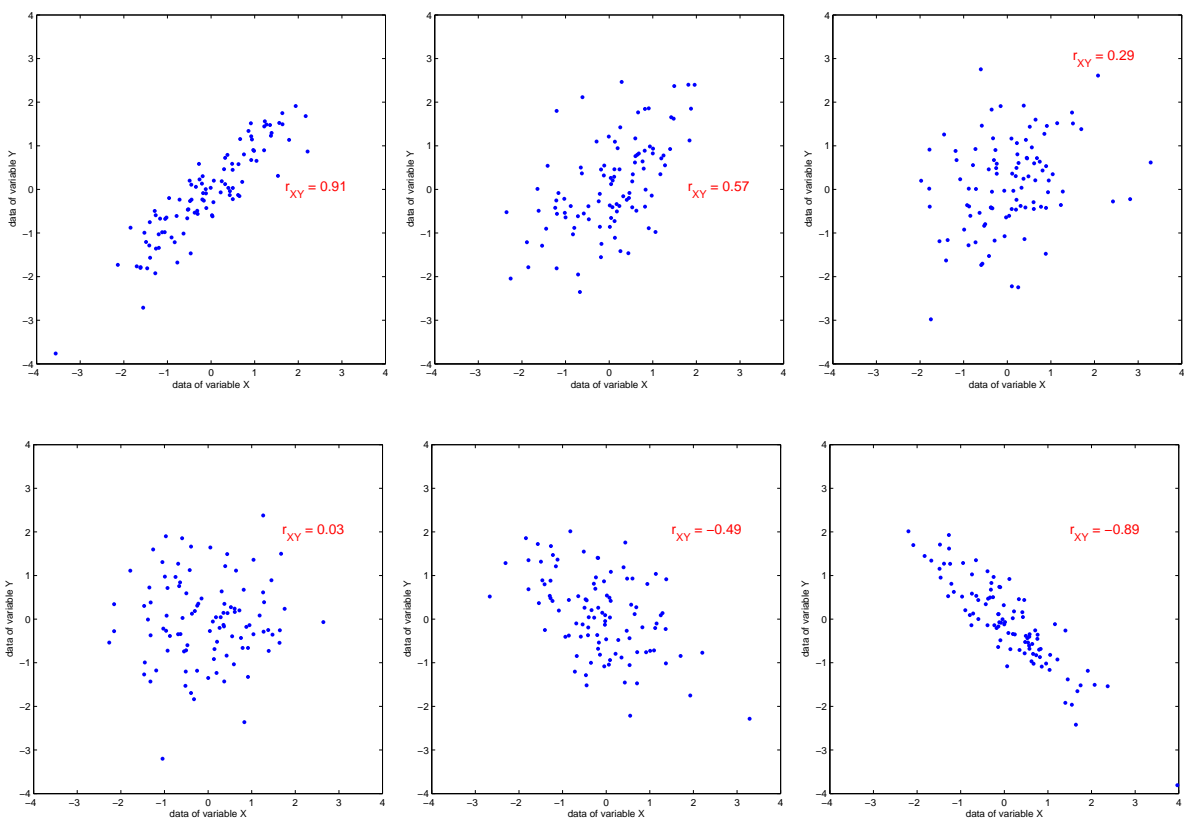 4
3
2
1
0
−1
−2
−3
−4
data of variable Y
r_XY = 0.91
−4 −3 −2 −1 0 1 2 3 4
data of variable X
4
3
2
1
0
−1
−2
−3
−4
data of variable Y
r_XY = 0.57
−4 −3 −2 −1 0 1 2 3 4
data of variable X
4
3
2
1
0
−1
−2
−3
−4
data of variable Y
r_XY = 0.29
−4 −3 −2 −1 0 1 2 3 4
data of variable X
4
3
2
1
0
−1
−2
−3
−4
data of variable Y
r_XY = 0.03
−4 −3 −2 −1 0 1 2 3 4
data of variable X
4
3
2
1
0
−1
−2
−3
−4
data of variable Y
r_XY = −0.49
−4 −3 −2 −1 0 1 2 3 4
data of variable X
4
3
2
1
0
−1
−2
−3
−4
data of variable Y
r_XY = −0.89
−4 −3 −2 −1 0 1 2 3 4
data of variable X